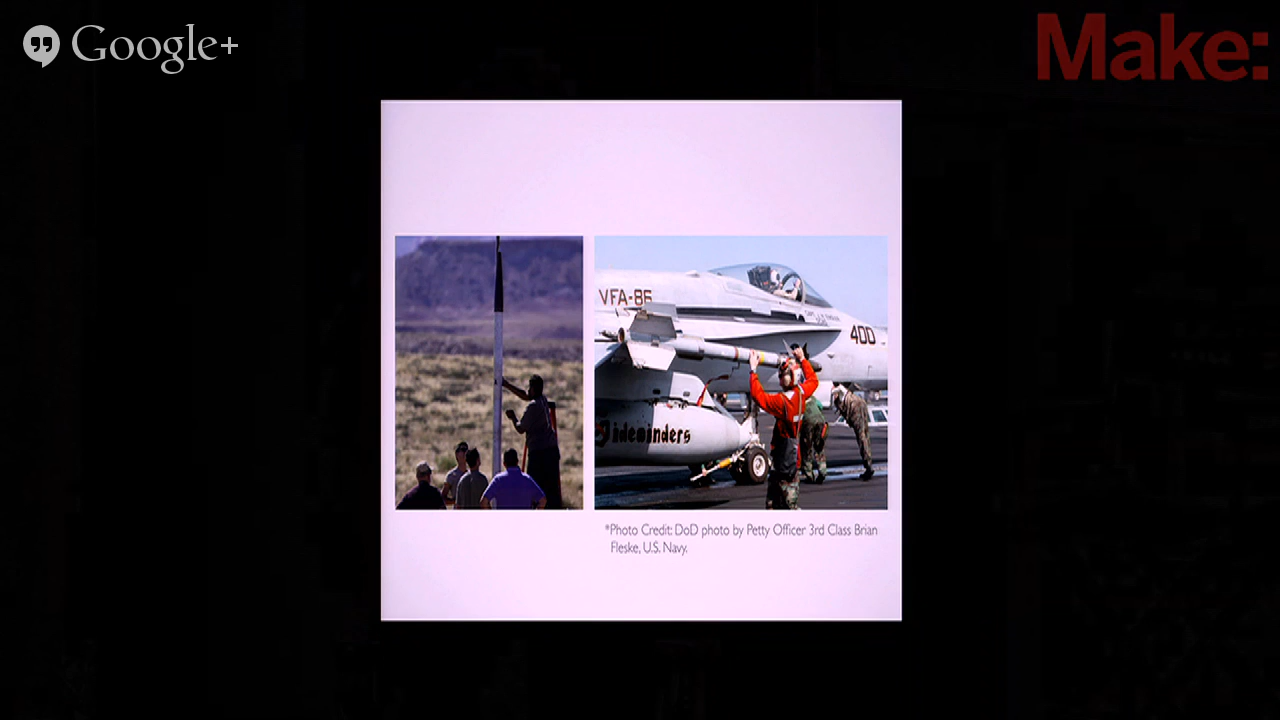 Google+
Make:
VFA-86
400
Sidewinders
*Photo Credit: DoD photo by Petty Officer 3rd Class Brian
Fleske, U.S. Navy.